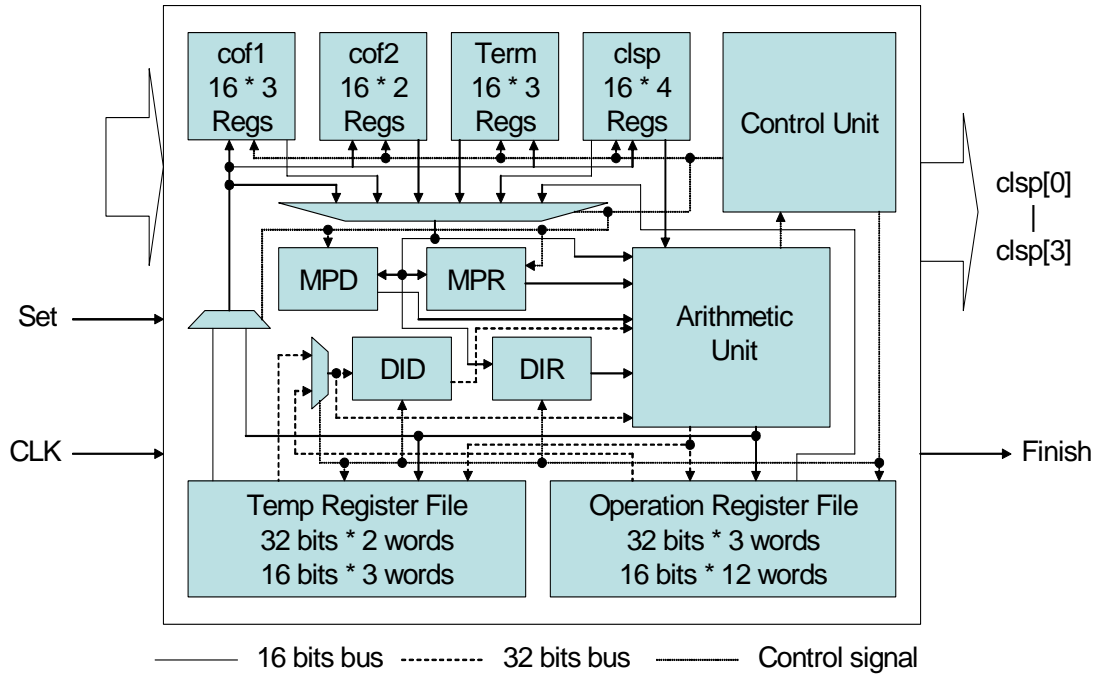 cof1
16 * 3
Regs
cof2
16 * 2
Regs
Term
16 * 3
Regs
clsp
16 * 4
Regs
Control Unit
clsp[0]
|
clsp[3]
MPD
MPR
Arithmetic
Unit
Set
DID
DIR
CLK
Finish
Temp Register File
32 bits * 2 words
16 bits * 3 words
Operation Register File
32 bits * 3 words
16 bits * 12 words
16 bits bus
32 bits bus
Control signal